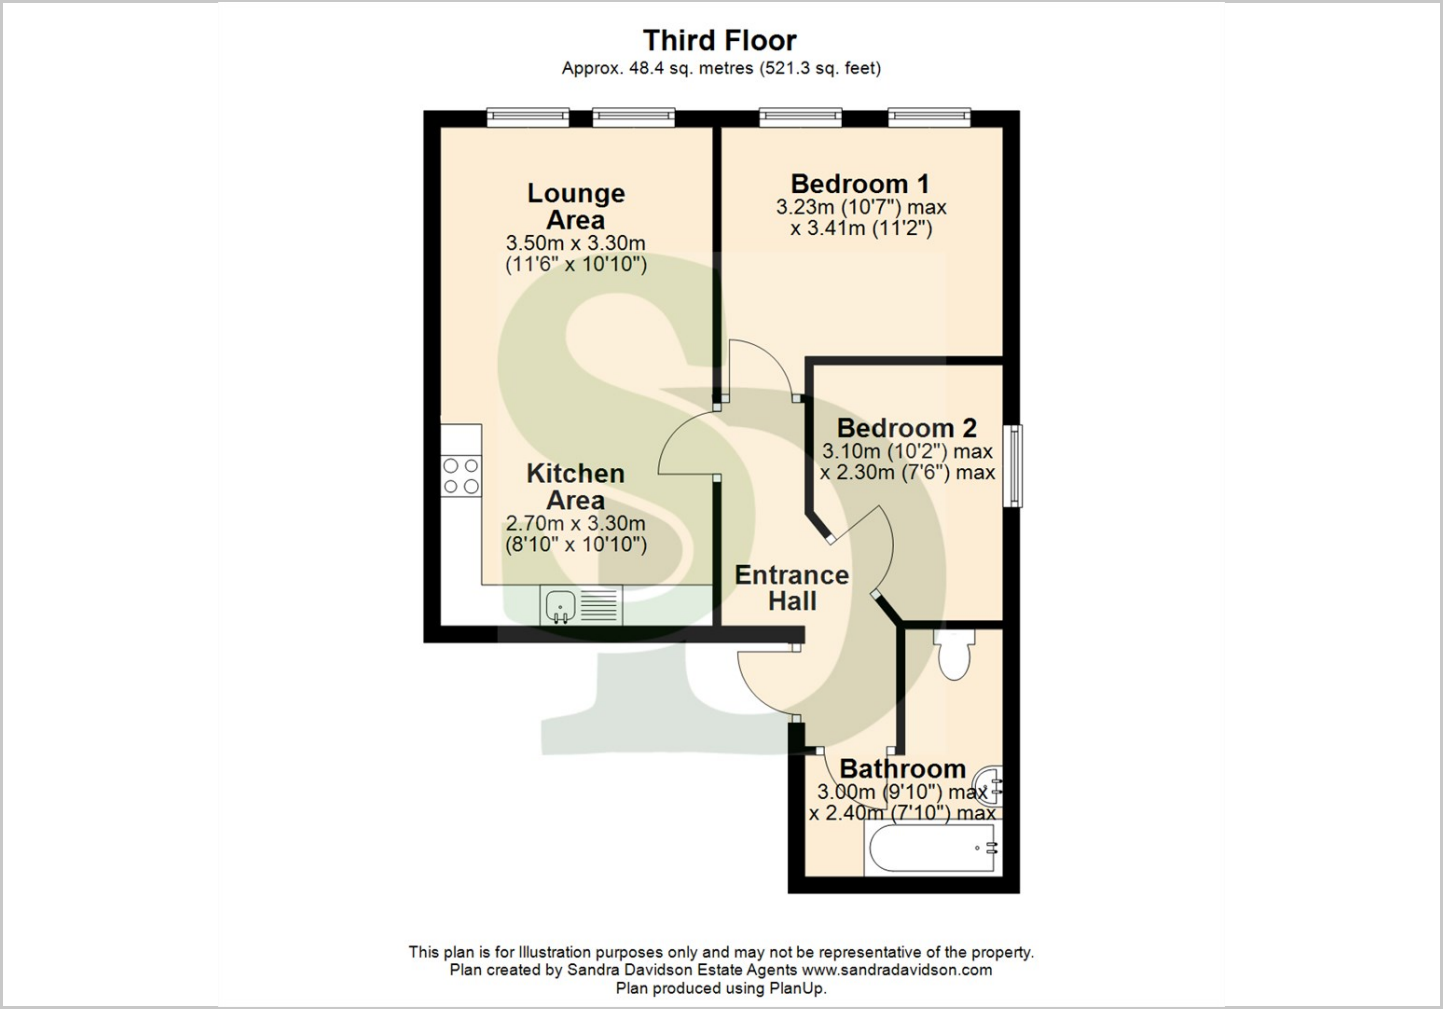 Third Floor
Approx. 48.4 sq. metres (521.3 sq. feet)
Lounge
Area
3.50m x 3.30m
(11'6" x 10'10")
Bedroom 1
3.23m (10'7") max
x 3.41m (11'2")
Bedroom 2
3.10m (10'2") max
x 2.30m (7'6") max
Kitchen
Area
2.70m x 3.30m
(8'10" x 10'10")
Entrance
Hall
Bathroom
3.00m (9'10") max
x 2.40m (7'10") max
SD
This plan is for Illustration purposes only and may not be representative of the property.
Plan created by Sandra Davidson Estate Agents www.sandradavidson.com
Plan produced using PlanUp.